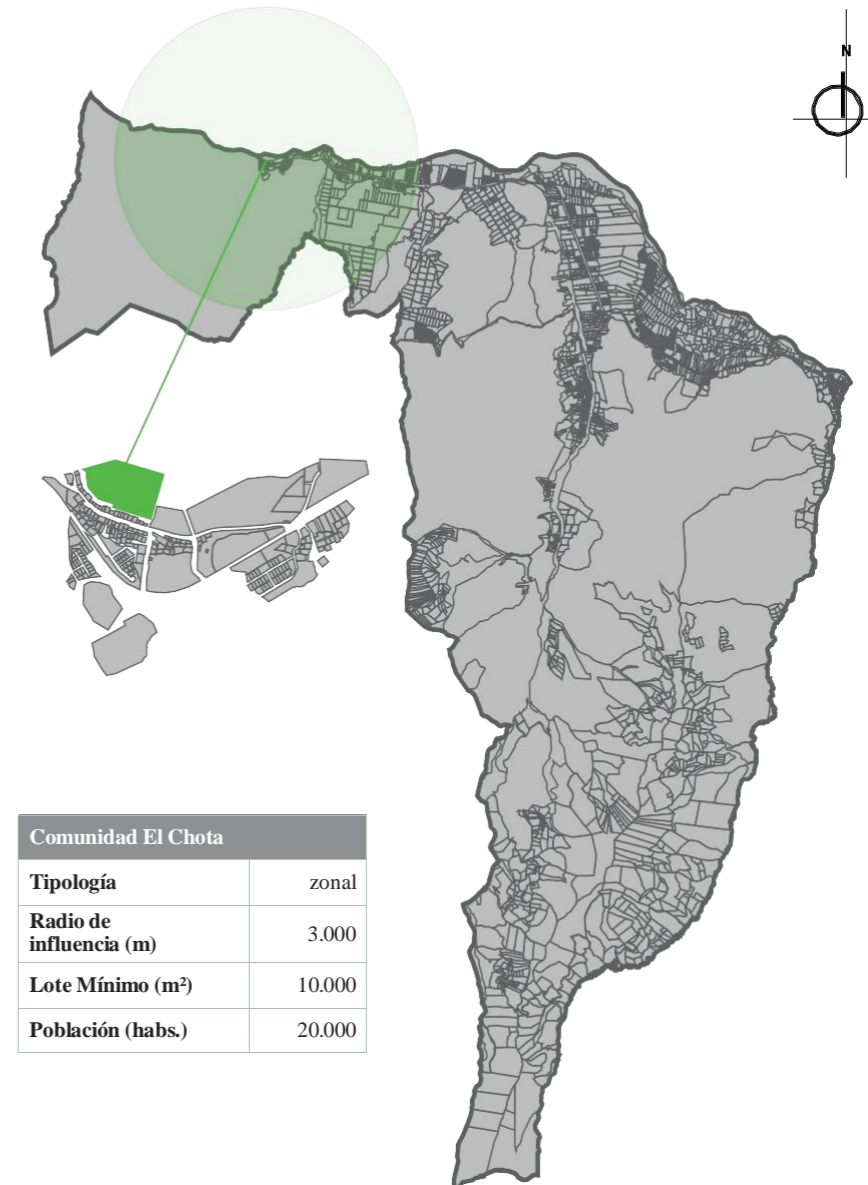 N
Comunidad El Chota
Tipología zonal
Radio de
influencia (m) 3.000
Lote Mínimo (m²) 10.000
Población (habs.) 20.000